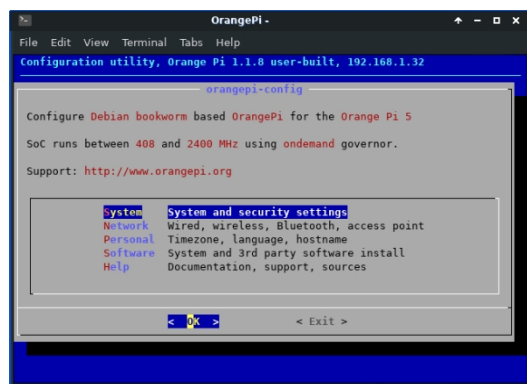 OrangePi -
File Edit View Terminal Tabs Help
Configuration utility, Orange Pi 1.1.8 user-built, 192.168.1.32
orangepi-config
Configure Debian bookworm based OrangePi for the Orange Pi 5
SoC runs between 408 and 2400 MHz using ondemand governor.
Support: http://www.orangepi.org
System System and security settings
Network Wired, wireless, Bluetooth, access point
Personal Timezone, language, hostname
Software System and 3rd party software install
Help Documentation, support, sources
< OK > < Exit >